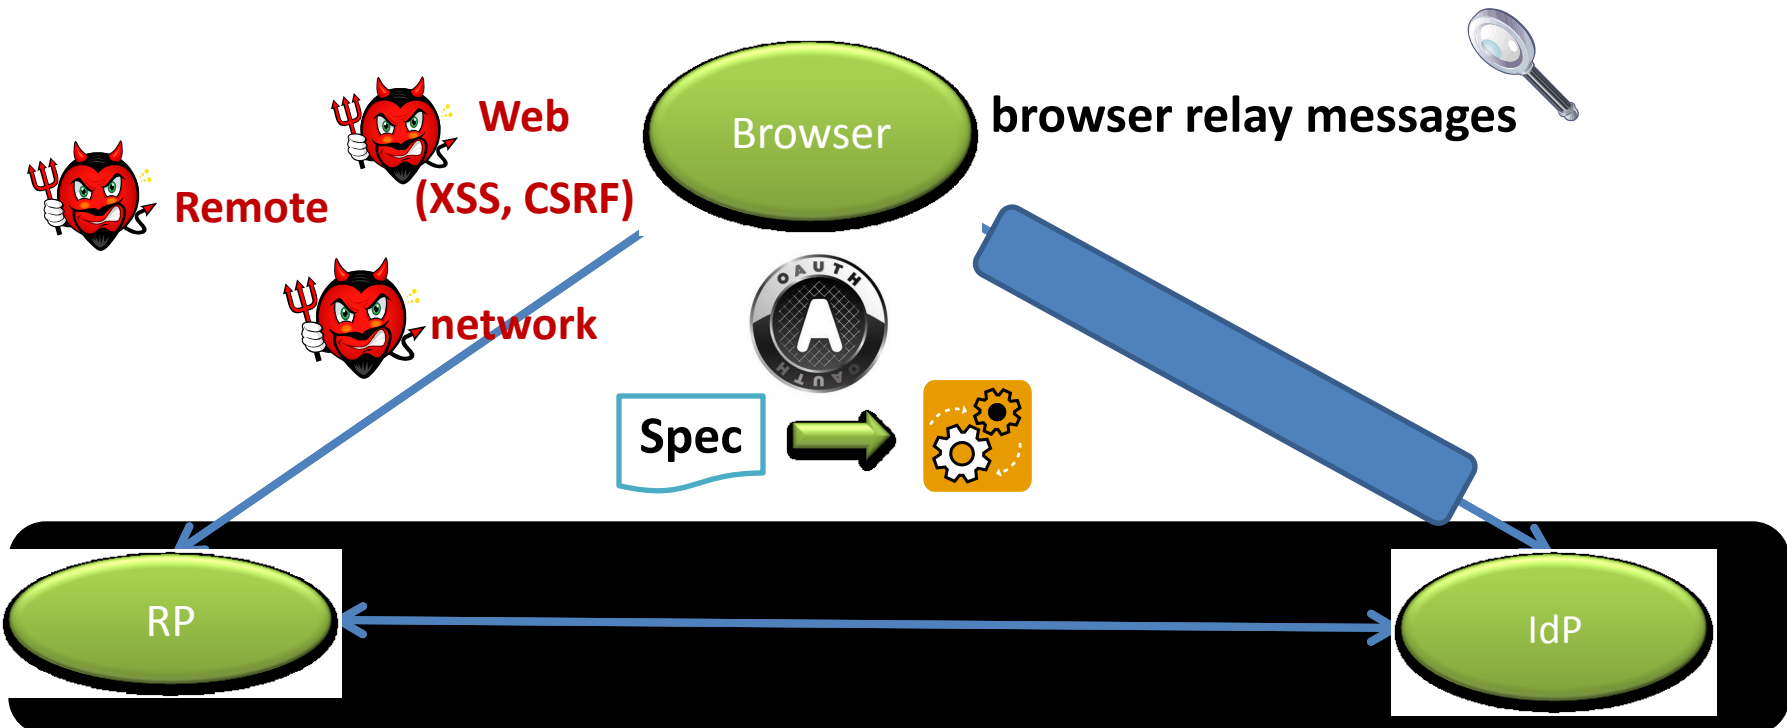 Web
Browser
browser relay messages
Remote
(XSS, CSRF)
OAUTH
A
OAUTH
network
Spec
RP
IdP